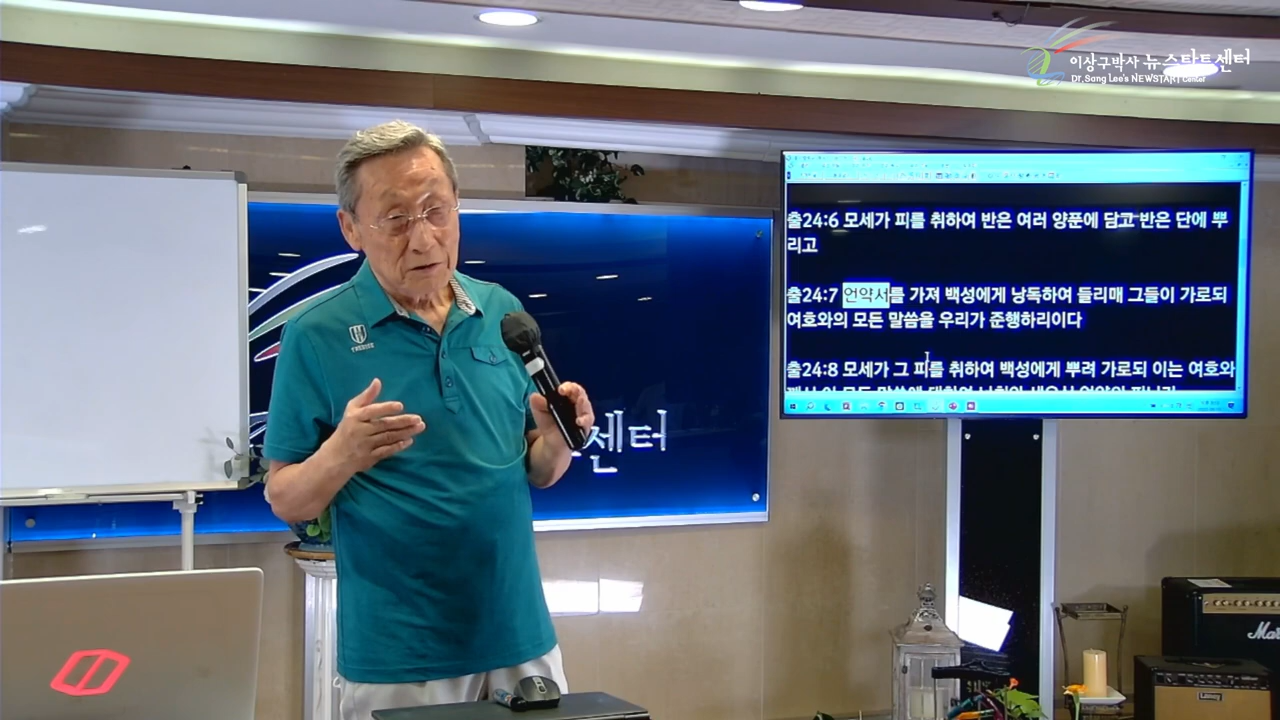 이상구박사 뉴스타트센터
Dr. Sang Lee's NEWSTART Center
출24:6 모세가 피를 취하여 반은 여러 양푼에 담고 반은 단에 뿌
리고
출24:7 언약서를 가져 백성에게 낭독하여 들리매 그들이 가로되
여호와의 모든 말씀을 우리가 준행하리이다
출24:8 모세가 그 피를 취하여 백성에게 뿌려 가로되 이는 여호와
센터
Laney